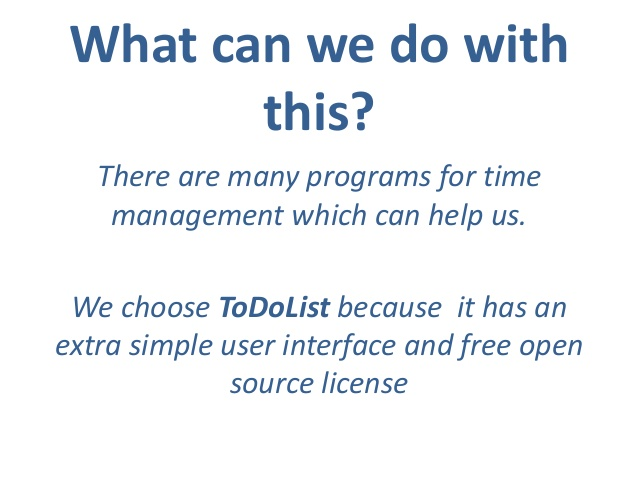 What can we do with
this?
There are many programs for time
management which can help us.
We choose ToDoList because  it has an
extra simple user interface and free open
source license